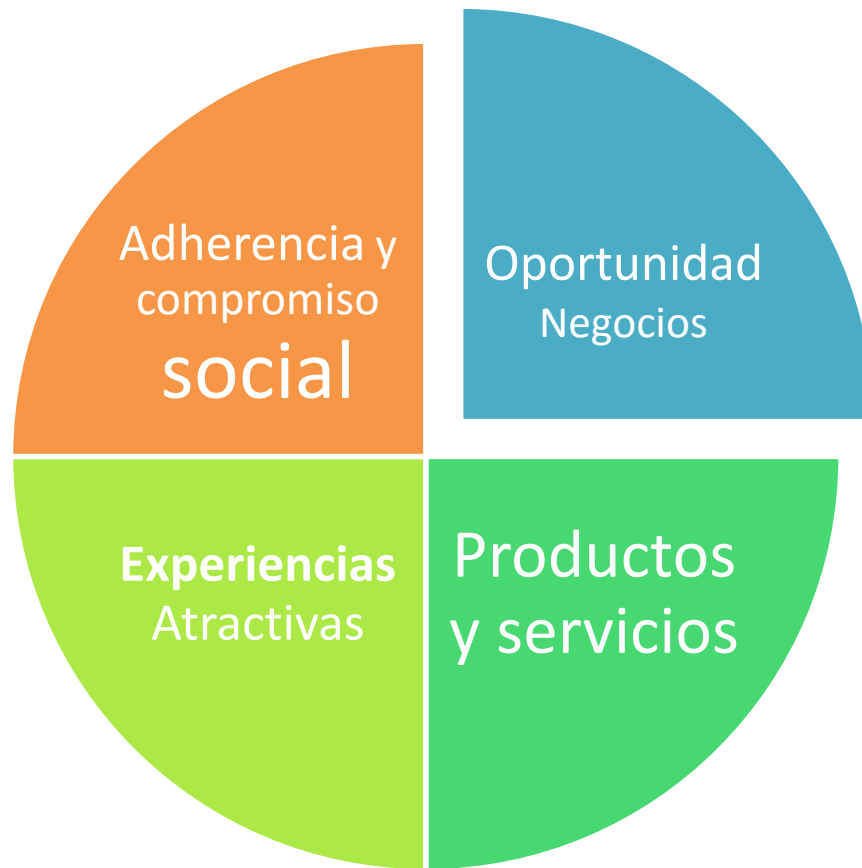 Adherencia y
compromiso
social
Oportunidad
Negocios
Experiencias
Atractivas
Productos
y servicios